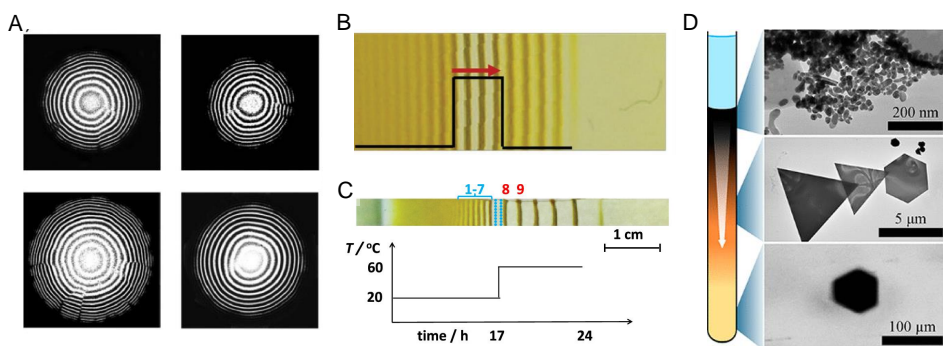 A,
B
C
1-7 8 9
1 cm
T / °C
60
20
time / h 17 24
D
200 nm
5 μm
100 μm